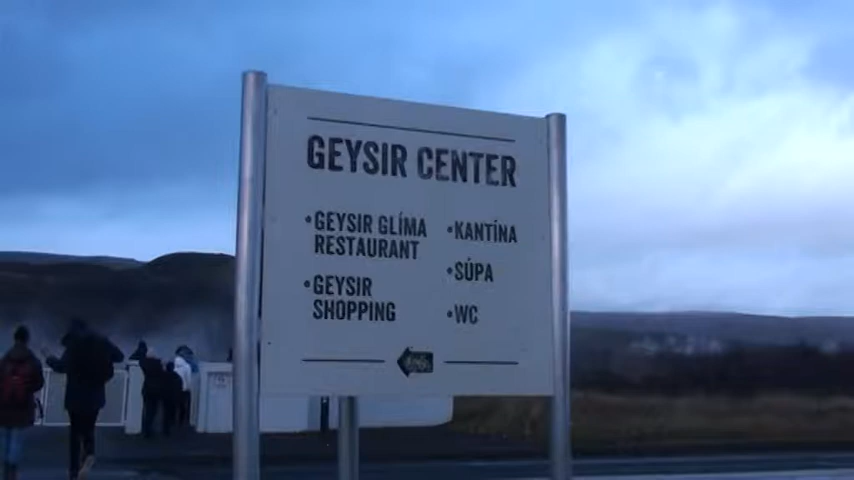 GEYSIR CENTER
•GEYSIR GLÍMA
RESTAURANT
•GEYSIR
SHOPPING
•KANTÍNA
•SÚPA
•WC